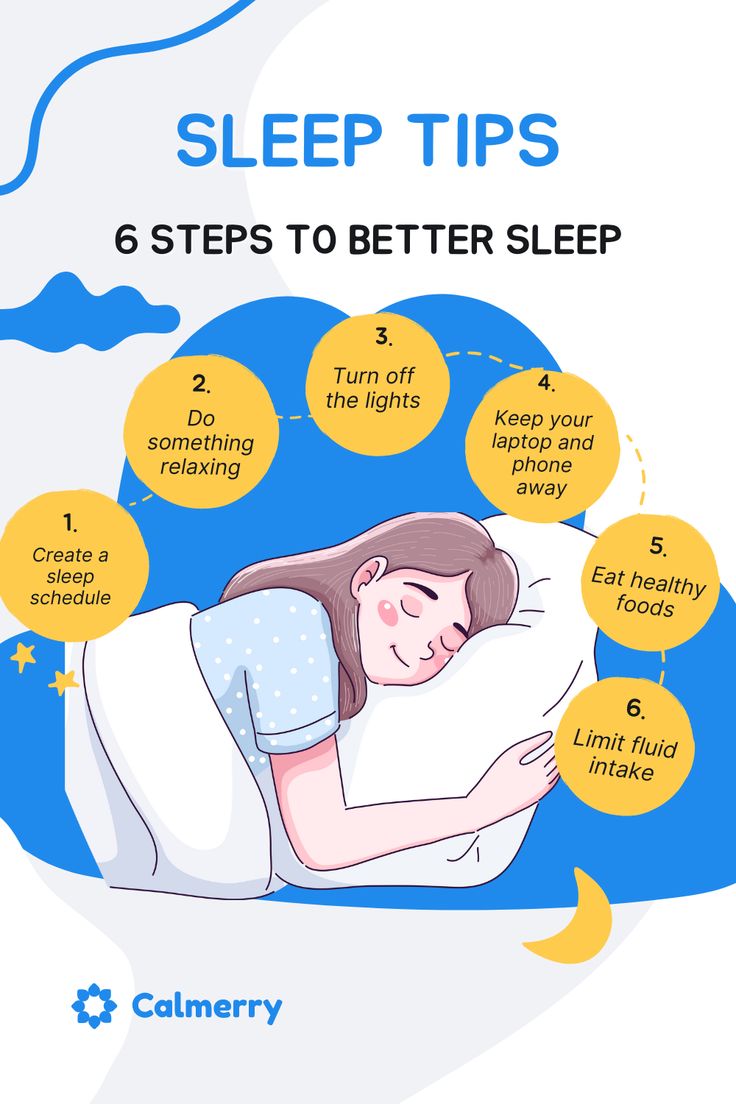 SLEEP TIPS
6 STEPS TO BETTER SLEEP
1.
Create a
sleep
schedule
2.
Do
something
relaxing
3.
Turn off
the lights
4.
Keep your
laptop and
phone
away
5.
Eat healthy
foods
6.
Limit fluid
intake
Calmerry